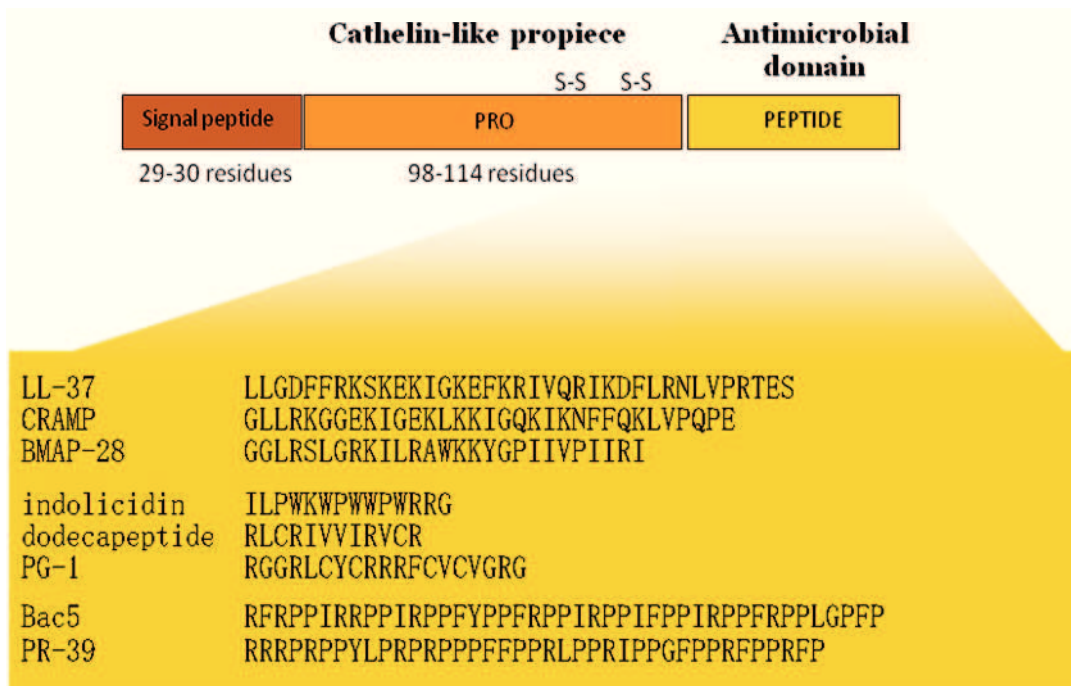 Cathelin-like propiece
Antimicrobial
domain
S-S S-S
Signal peptide PRO PEPTIDE
29-30 residues 98-114 residues
LL-37 LLGDFFRKSKEKIGKEFKRIVQRIKDFLRNLVPRTES
CRAMP GLLRKGGEKIGEKLKKIGQKIKNFFQKLVPQPE
BMAP-28 GGLRSLGRKILRAWKKYGPIIVPIIRI
indolicidin ILPWKWPWWPWRRG
dodecapeptide RLCRIVVIRVCR
PG-1 RGGRLCYCRRRFCVCVGRG
Bac5 RFRPPIRRPPIRPPFYPPFRPPIRPPIFPPIRPPFRPPLGPFP
PR-39 RRRPRPPYLPRPRPPPFFPPRLPPRIPPGFPPRFPPRFP